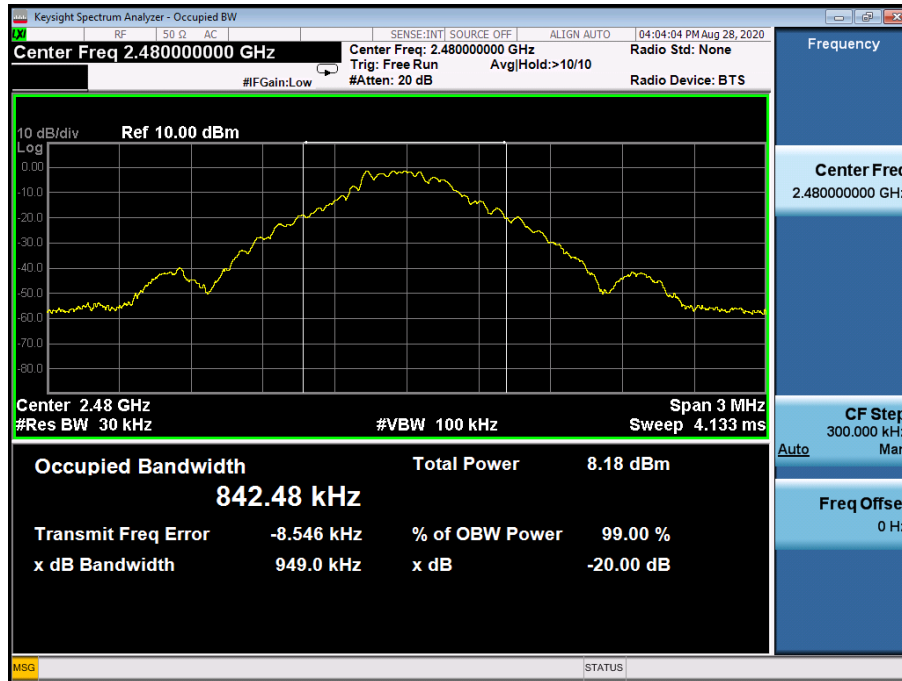 Keysight Spectrum Analyzer - Occupied BW
LXI RF 50 Ω AC SENSE:INT SOURCE OFF ALIGN AUTO 04:04:04 PM Aug 28, 2020
Center Freq 2.480000000 GHz
Center Freq: 2.480000000 GHz
Radio Std: None
Trig: Free Run Avg|Hold:>10/10
#IFGain:Low
#Atten: 20 dB
Radio Device: BTS
10 dB/div Ref 10.00 dBm
Log
0.00
-10.0
-20.0
-30.0
-40.0
-50.0
-60.0
-70.0
-80.0
Center 2.48 GHz
Span 3 MHz
#Res BW 30 kHz
#VBW 100 kHz
Sweep 4.133 ms
Occupied Bandwidth
842.48 kHz
Total Power 8.18 dBm
Transmit Freq Error -8.546 kHz
% of OBW Power 99.00 %
x dB Bandwidth 949.0 kHz
x dB -20.00 dB
Frequency
Center Freq
2.480000000 GHz
CF Step
300.000 kHz
Auto Man
Freq Offset
0 Hz
MSG
STATUS